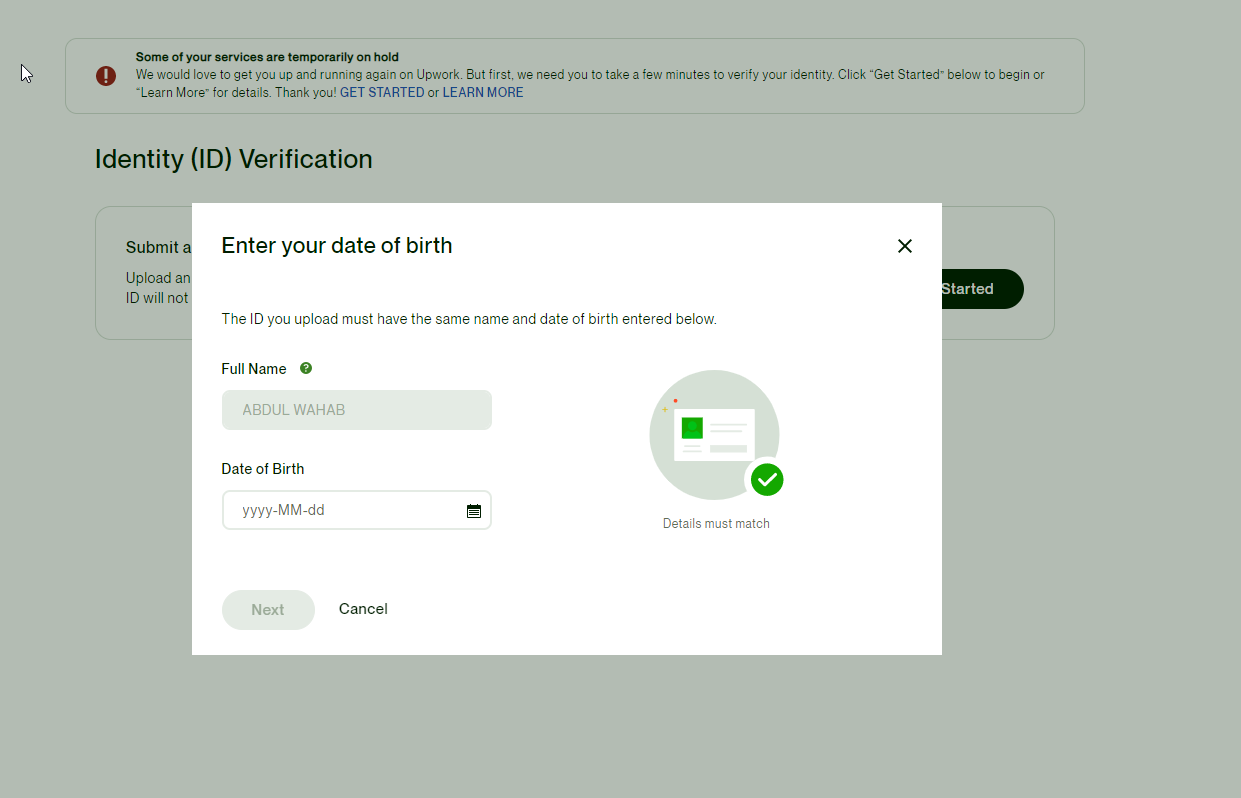 Some of your services are temporarily on hold
We would love to get you up and running again on Upwork. But first, we need you to take a few minutes to verify your identity. Click “Get Started” below to begin or
“Learn More” for details. Thank you! GET STARTED or LEARN MORE
Identity (ID) Verification
Submit a
Upload an
ID will not
Started
Enter your date of birth
The ID you upload must have the same name and date of birth entered below.
Full Name ?
ABDUL WAHAB
Date of Birth
yyyy-MM-dd
Details must match
Next Cancel